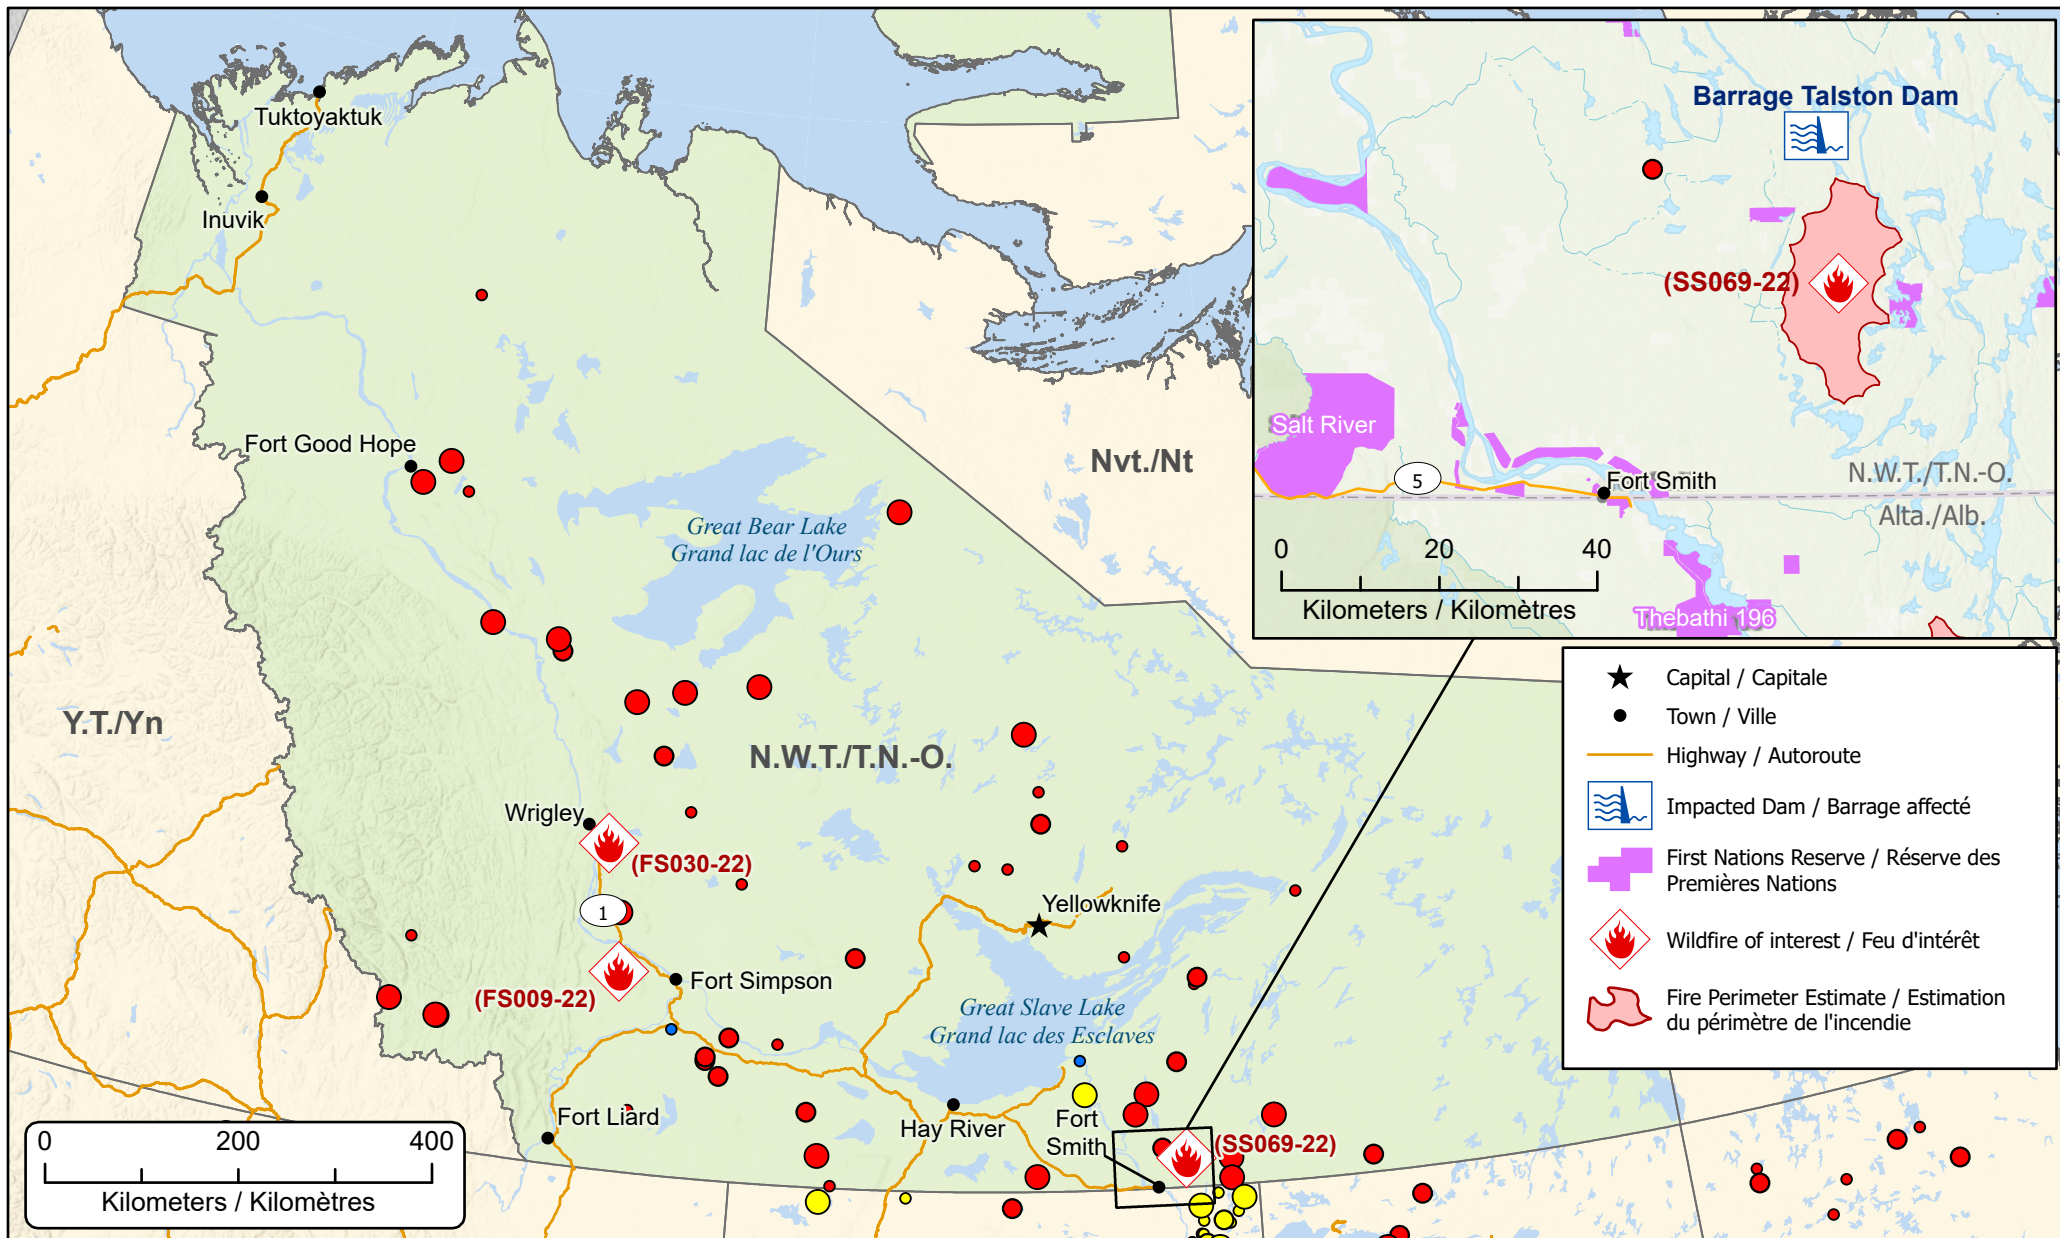 Tuktoyaktuk
Inuvik
Fort Good Hope
Great Bear Lake
Grand lac de l'Ours
Nvt./Nt
Y.T./Yn
N.W.T./T.N.-O.
Wrigley
(FS030-22)
1
Yellowknife
Fort Simpson
(FS009-22)
Great Slave Lake
Grand lac des Esclaves
Fort Liard
Hay River
Fort
Smith
(SS069-22)
0 200 400
Kilometers / Kilomètres
Barrage Talston Dam
(SS069-22)
Salt River
5
Fort Smith
N.W.T./T.N.-O.
Alta./Alb.
0 20 40
Kilometers / Kilomètres
Thebathi 196
Capital / Capitale
Town / Ville
Highway / Autoroute
Impacted Dam / Barrage affecté
First Nations Reserve / Réserve des
Premières Nations
Wildfire of interest / Feu d'intérêt
Fire Perimeter Estimate / Estimation
du périmètre de l'incendie